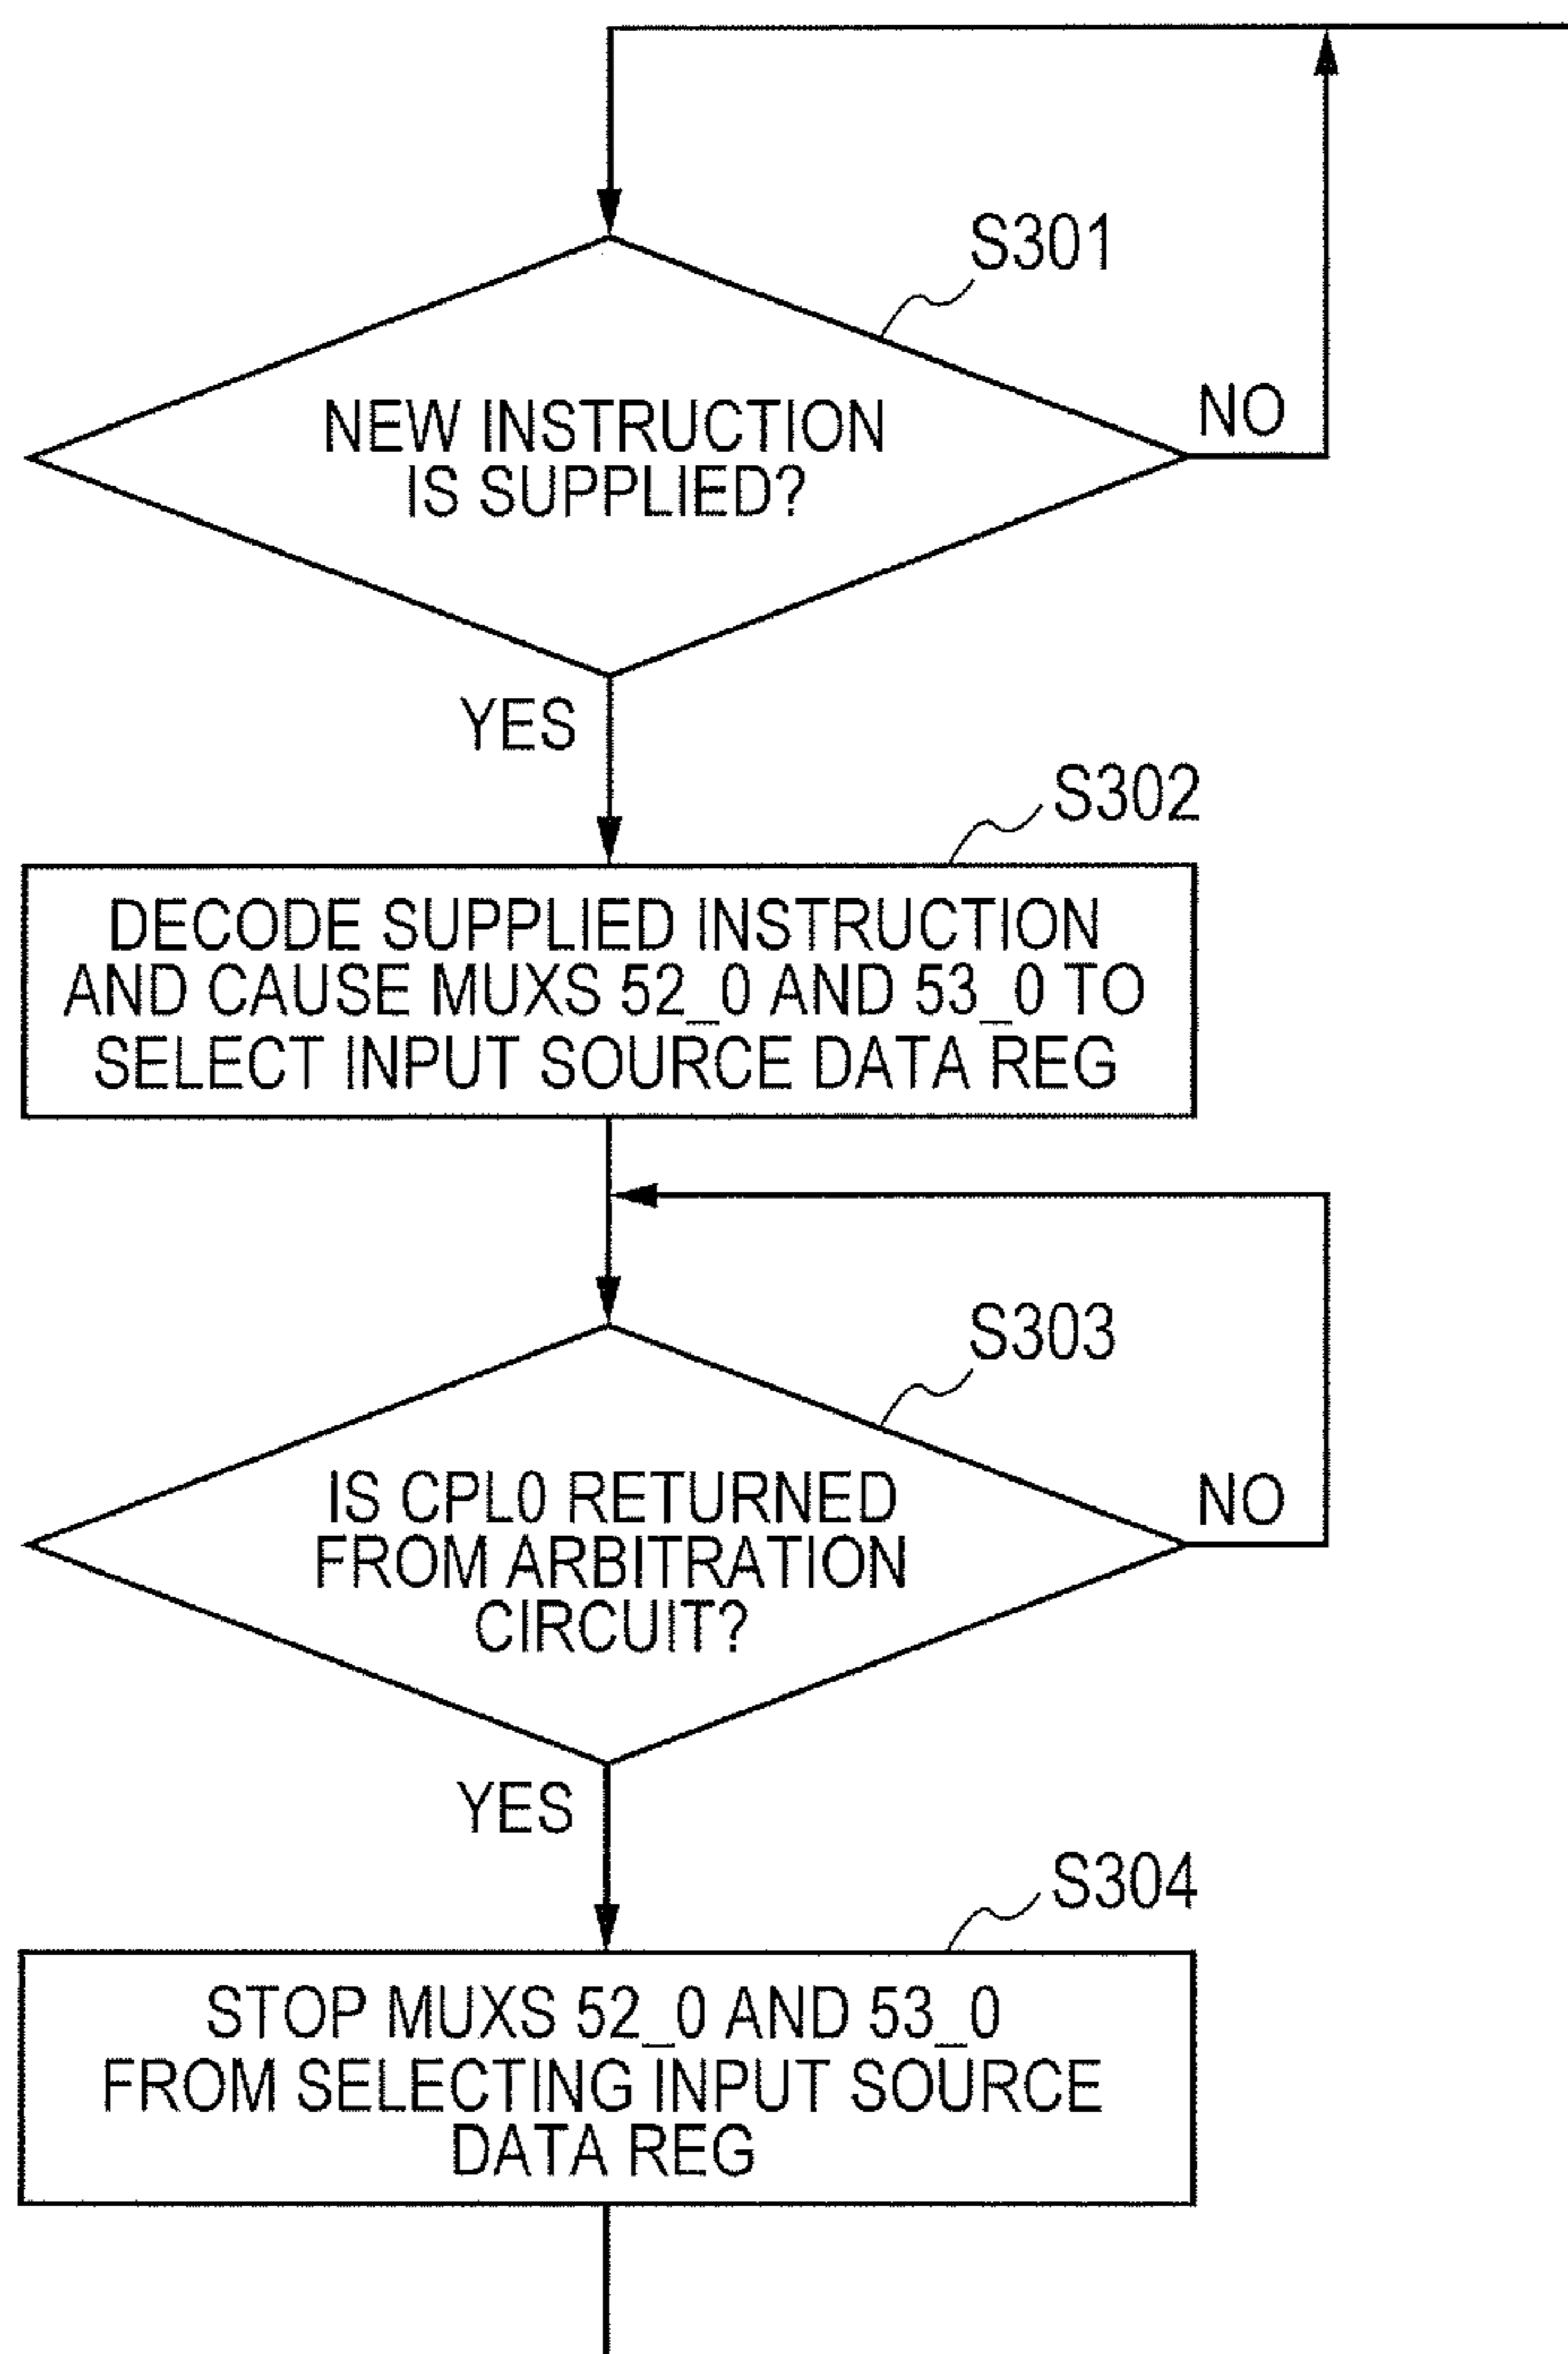 S301
NEW INSTRUCTION
IS SUPPLIED?
NO
YES
S302
DECODE SUPPLIED INSTRUCTION
AND CAUSE MUXS 52_0 AND 53_0 TO
SELECT INPUT SOURCE DATA REG
S303
IS CPL0 RETURNED
FROM ARBITRATION
CIRCUIT?
NO
YES
S304
STOP MUXS 52_0 AND 53_0
FROM SELECTING INPUT SOURCE
DATA REG